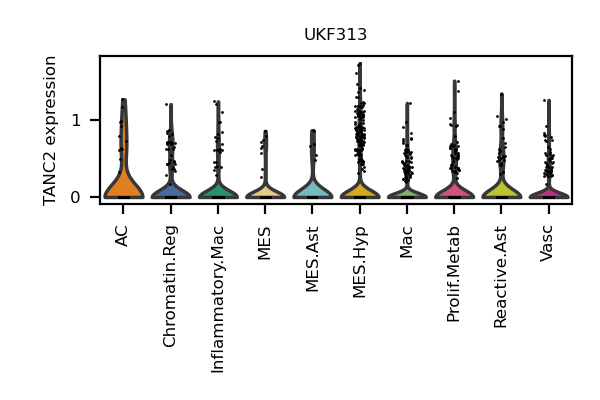 UKF313
TANC2 expression
1
0
AC
Chromatin.Reg
Inflammatory.Mac
MES
MES.Ast
MES.Hyp
Mac
Prolif.Metab
Reactive.Ast
Vasc